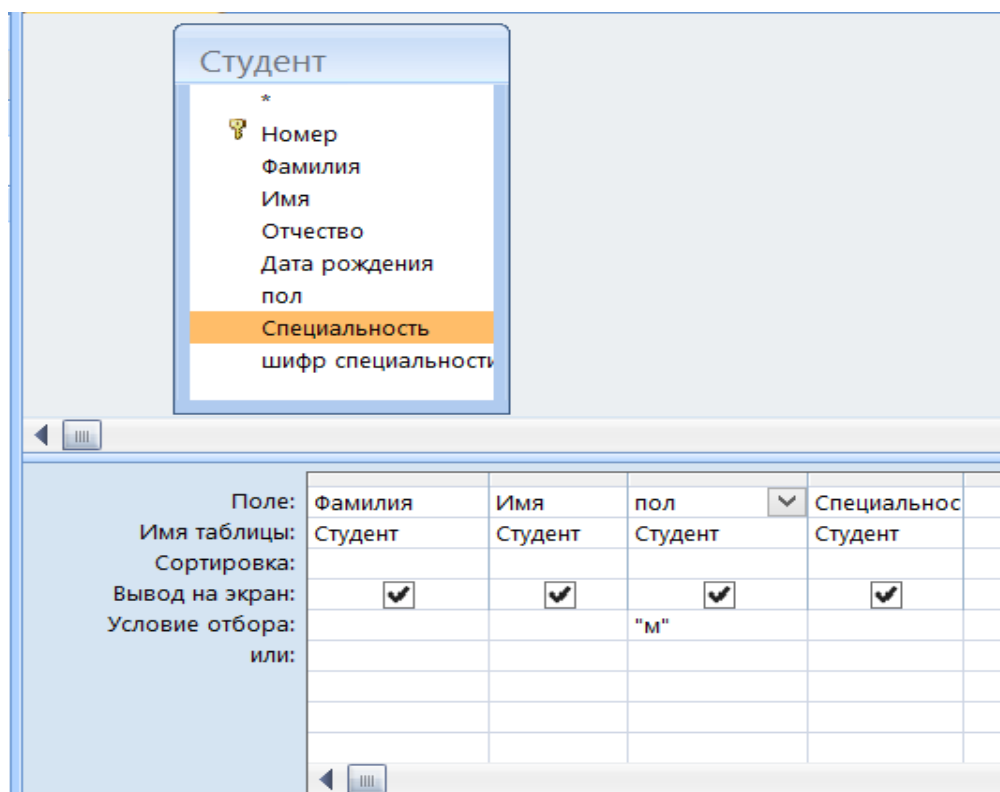 Студент
*
Номер
Фамилия
Имя
Отчество
Дата рождения
пол
Специальность
шифр специальности
Поле: Фамилия Имя пол Специальнос
Имя таблицы: Студент Студент Студент Студент
Сортировка:
Вывод на экран:
Условие отбора: "м"
или: